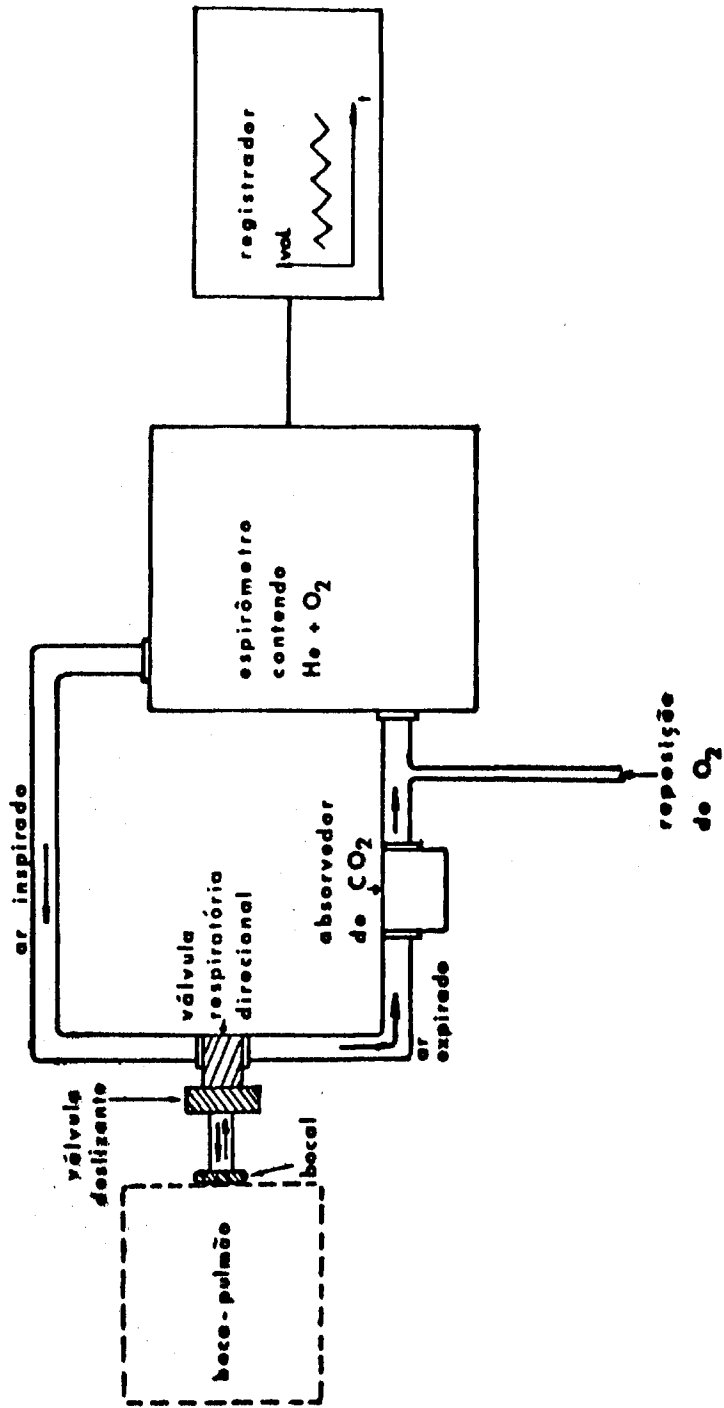 boca-pulmão
bocal
válvula
deslizante
válvula
respiratória
direcional
ar inspirado
ar
expirado
absorvedor
de CO2
reposição
de O2
espirômetro
contendo
He + O2
registrador
vol
t